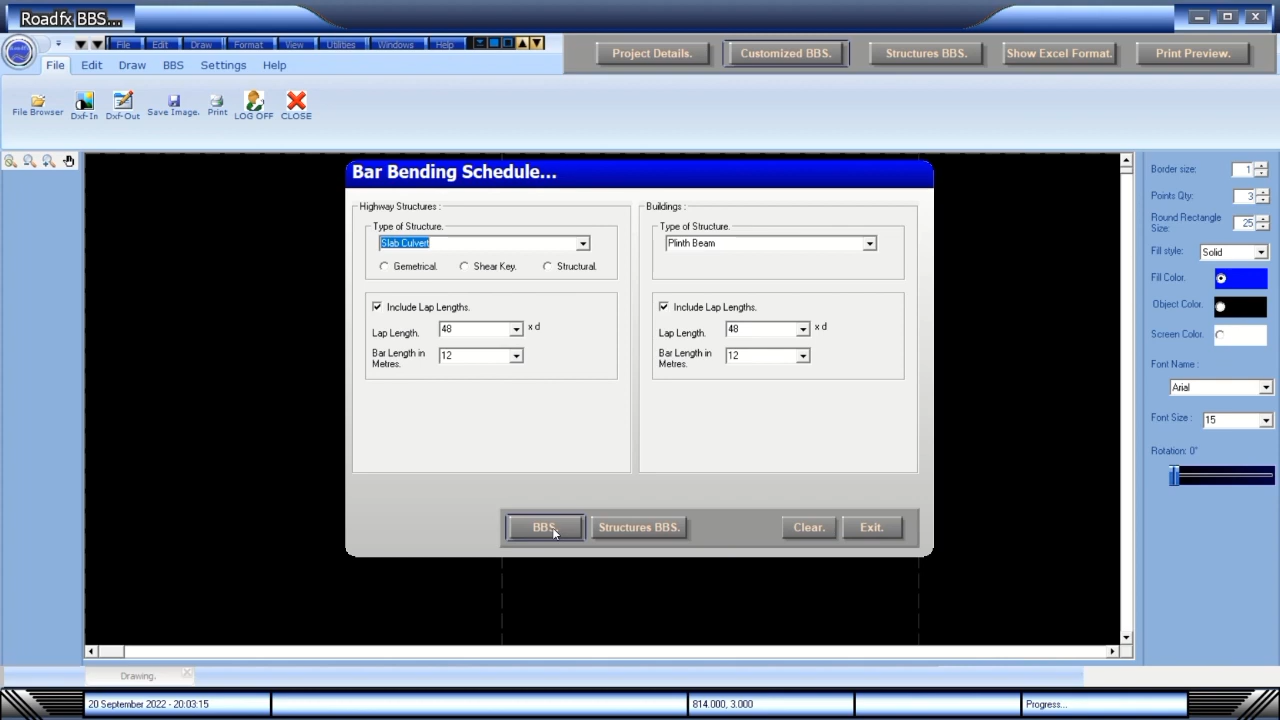 Roadfx BBS...
File Edit Draw Format View Utilities Windows Help
Project Details. Customized BBS. Structures BBS. Show Excel Format. Print Preview.
File Edit Draw BBS Settings Help
File Browser Dxf-In Dxf-Out Save Image. Print LOG OFF CLOSE
Bar Bending Schedule...
Highway Structures :
Type of Structure.
Slab Culvert
Gemetrical. Shear Key. Structural.
Include Lap Lengths.
Lap Length. 48 x d
Bar Length in
Metres. 12
Buildings :
Type of Structure.
Plinth Beam
Include Lap Lengths.
Lap Length. 48 x d
Bar Length in
Metres. 12
BBS. Structures BBS. Clear. Exit.
Border size: 1
Points Qty: 3
Round Rectangle
Size: 25
Fill style: Solid
Fill Color.
Object Color.
Screen Color.
Font Name :
Arial
Font Size : 15
Rotation: 0°
Drawing.
20 September 2022 - 20:03:15 814.000, 3.000 Progress...